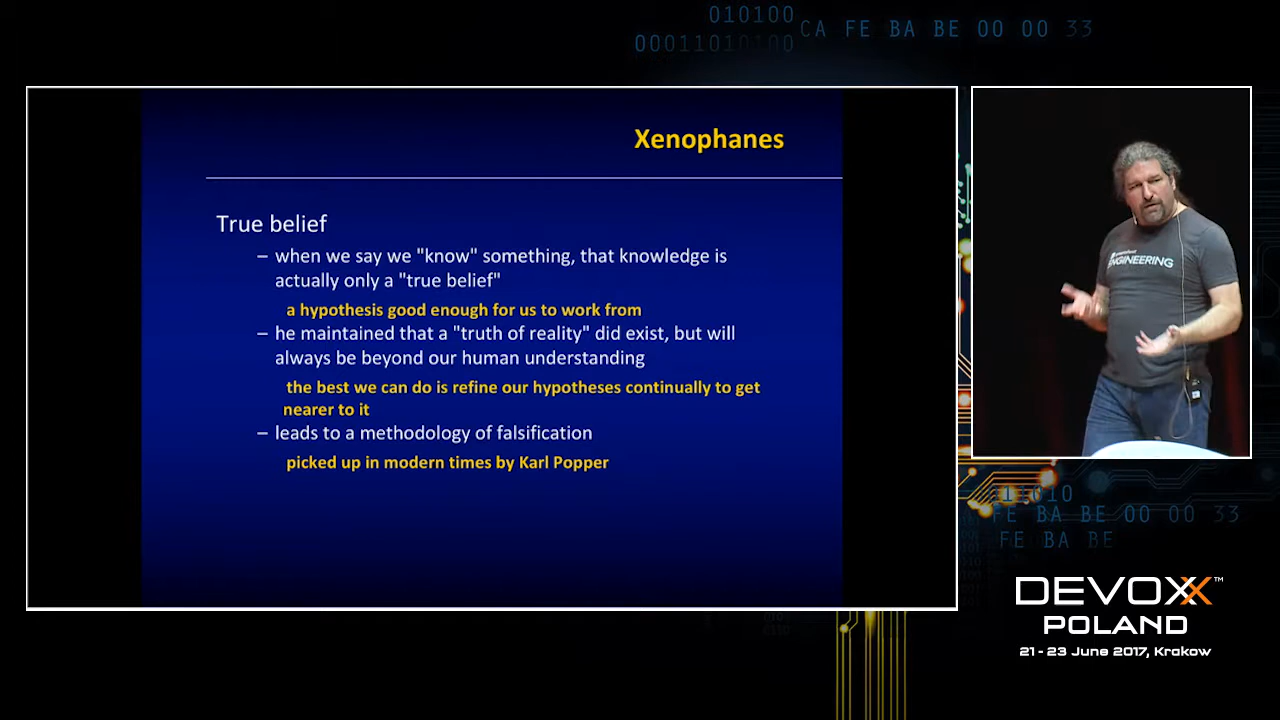 010100
00011010100
CA FE BA BE 00 00 33
Xenophanes
True belief
– when we say we "know" something, that knowledge is
actually only a "true belief"
a hypothesis good enough for us to work from
– he maintained that a "truth of reality" did exist, but will
always be beyond our human understanding
the best we can do is refine our hypotheses continually to get
nearer to it
– leads to a methodology of falsification
picked up in modern times by Karl Popper
ENGINEERING
FE BA BE 00 00 33
FE BA BE
DEVOXX™
POLAND
21 - 23 June 2017, Krakow